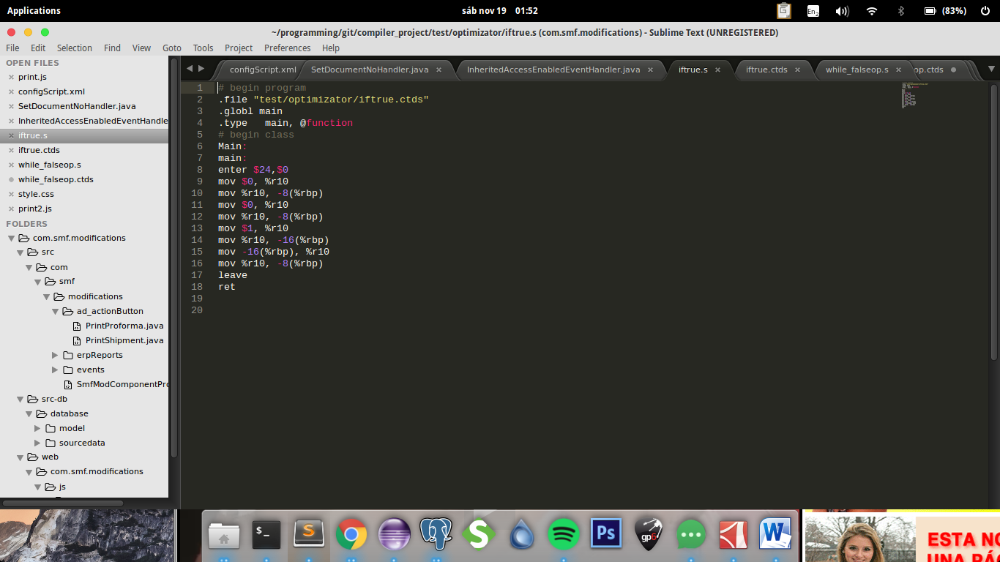 Applications
sáb nov 19 01:52
En2
(83%)
~/programming/git/compiler_project/test/optimizator/iftrue.s (com.smf.modifications) - Sublime Text (UNREGISTERED)
File Edit Selection Find View Goto Tools Project Preferences Help
OPEN FILES
print.js
configScript.xml
SetDocumentNoHandler.java
InheritedAccessEnabledEventHandle
iftrue.s
iftrue.ctds
while_falseop.s
while_falseop.ctds
style.css
print2.js
FOLDERS
com.smf.modifications
src
com
smf
modifications
ad_actionButton
PrintProforma.java
PrintShipment.java
erpReports
events
SmfModComponentPro
src-db
database
model
sourcedata
web
com.smf.modifications
js
configScript.xml SetDocumentNoHandler.java InheritedAccessEnabledEventHandler.java iftrue.s iftrue.ctds while_falseop.s op.ctds
1 # begin program
2 .file "test/optimizator/iftrue.ctds"
3 .globl main
4 .type   main, @function
5 # begin class
6 Main:
7 main:
8 enter $24,$0
9 mov $0, %r10
10 mov %r10, -8(%rbp)
11 mov $0, %r10
12 mov %r10, -8(%rbp)
13 mov $1, %r10
14 mov %r10, -16(%rbp)
15 mov -16(%rbp), %r10
16 mov %r10, -8(%rbp)
17 leave
18 ret
19
20
$_
S
S
Ps
gp6
W
ESTA NO
UNA PÁG